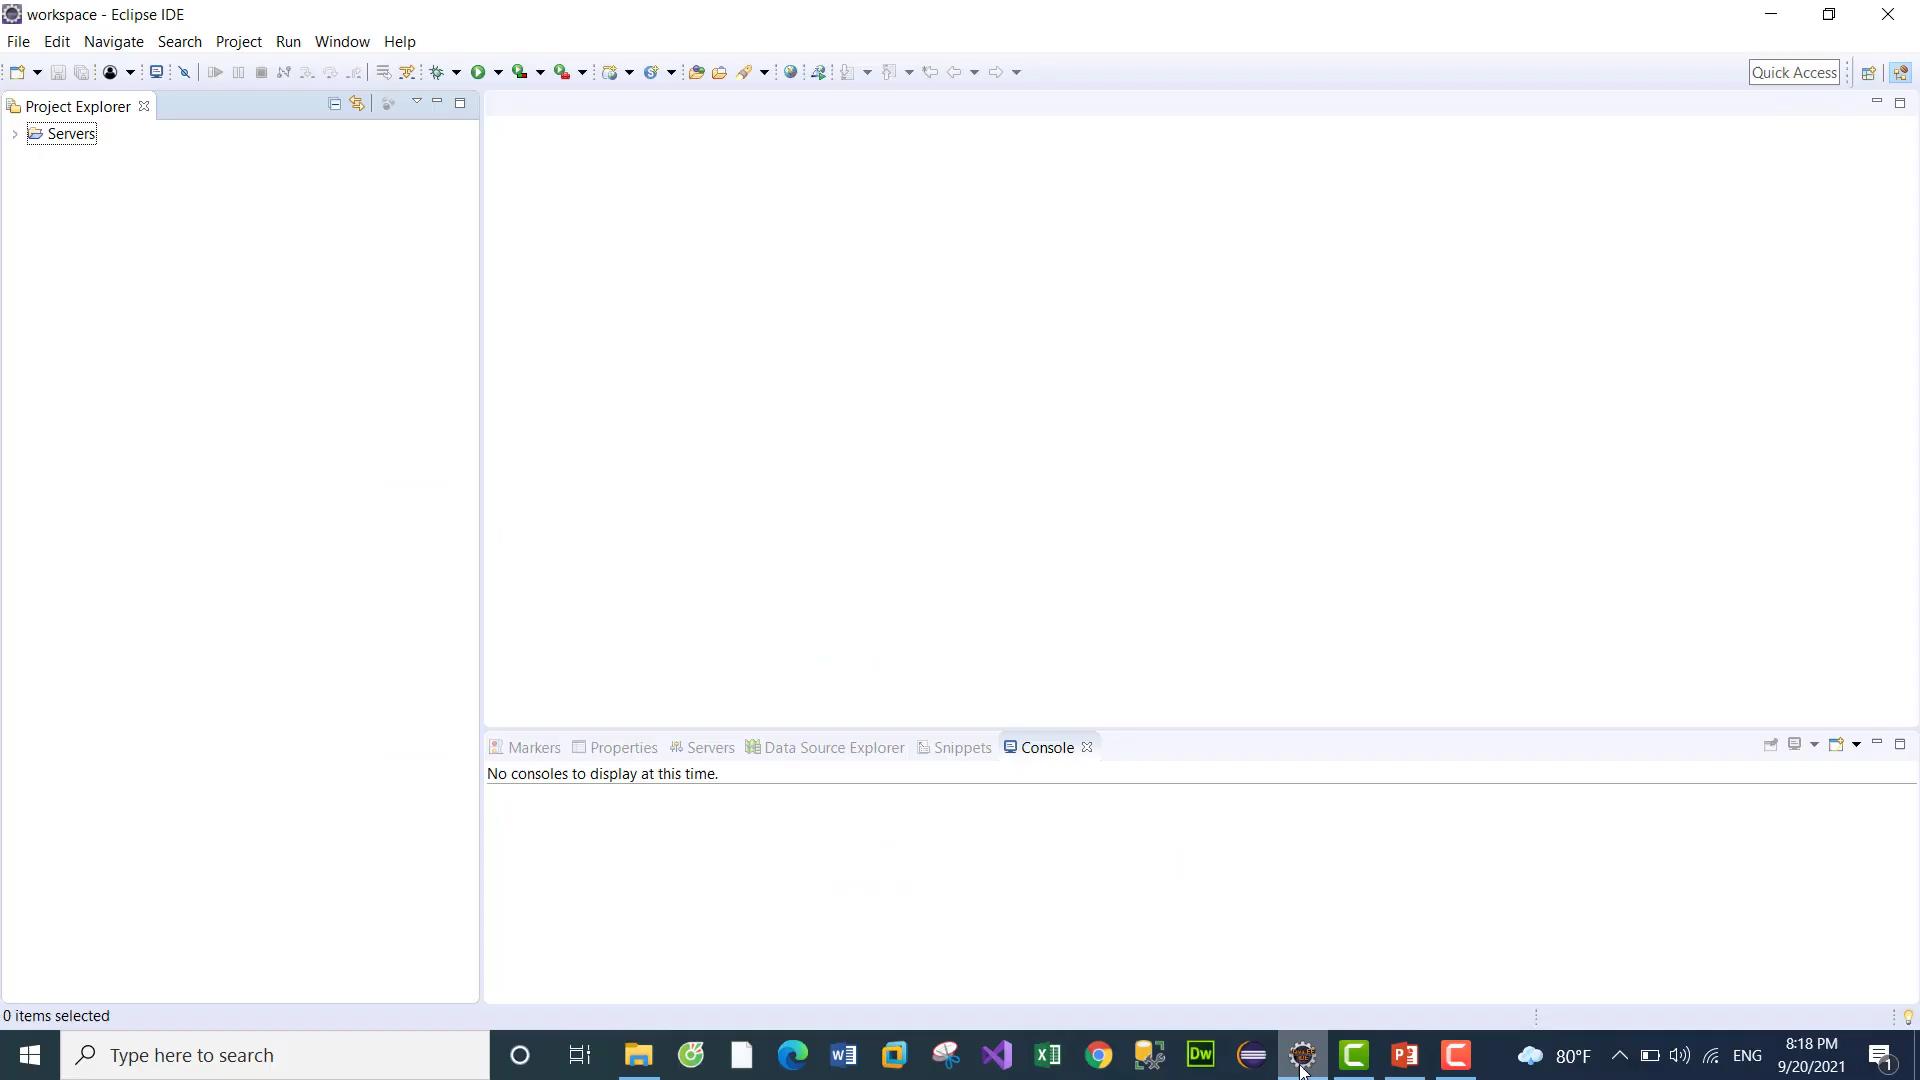 workspace - Eclipse IDE
File Edit Navigate Search Project Run Window Help
Quick Access
Project Explorer
Servers
Markers Properties Servers Data Source Explorer Snippets Console
No consoles to display at this time.
0 items selected
Type here to search
Dw
80°F
ENG
8:18 PM
9/20/2021
1